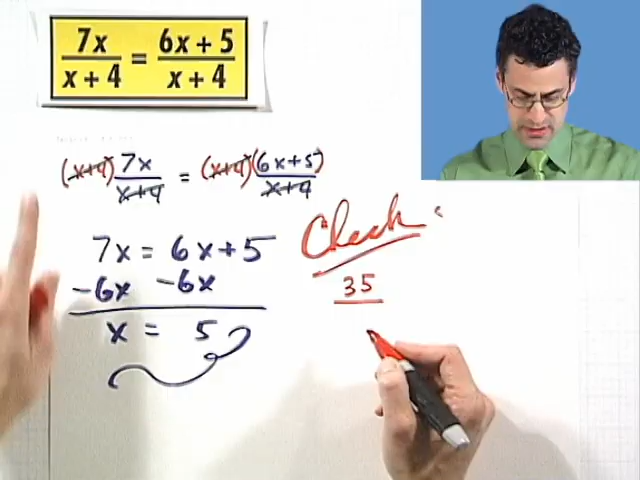 7x/(x + 4) = (6x + 5)/(x + 4)
(x+4) 7x/(x+4) = (x+4) (6x+5)/(x+4)
Check:
7x = 6x+5
-6x -6x
35
x = 5